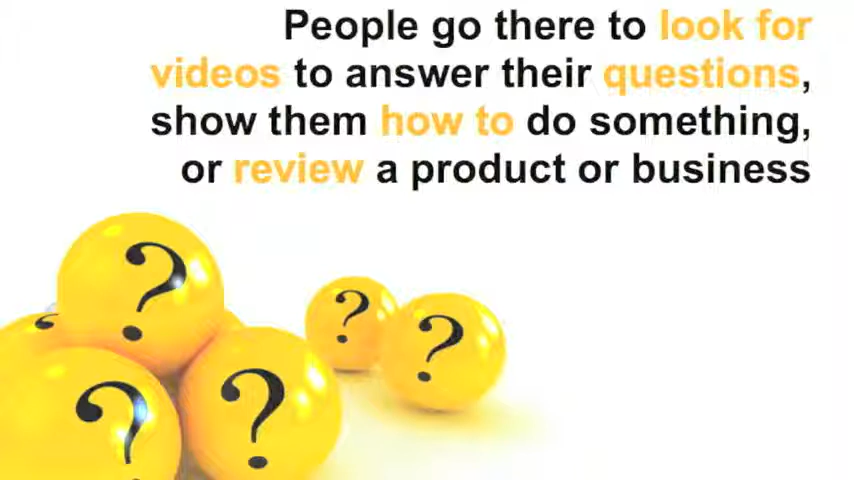 People go there to look for
videos to answer their questions,
show them how to do something,
or review a product or business
?
?
?
?
?